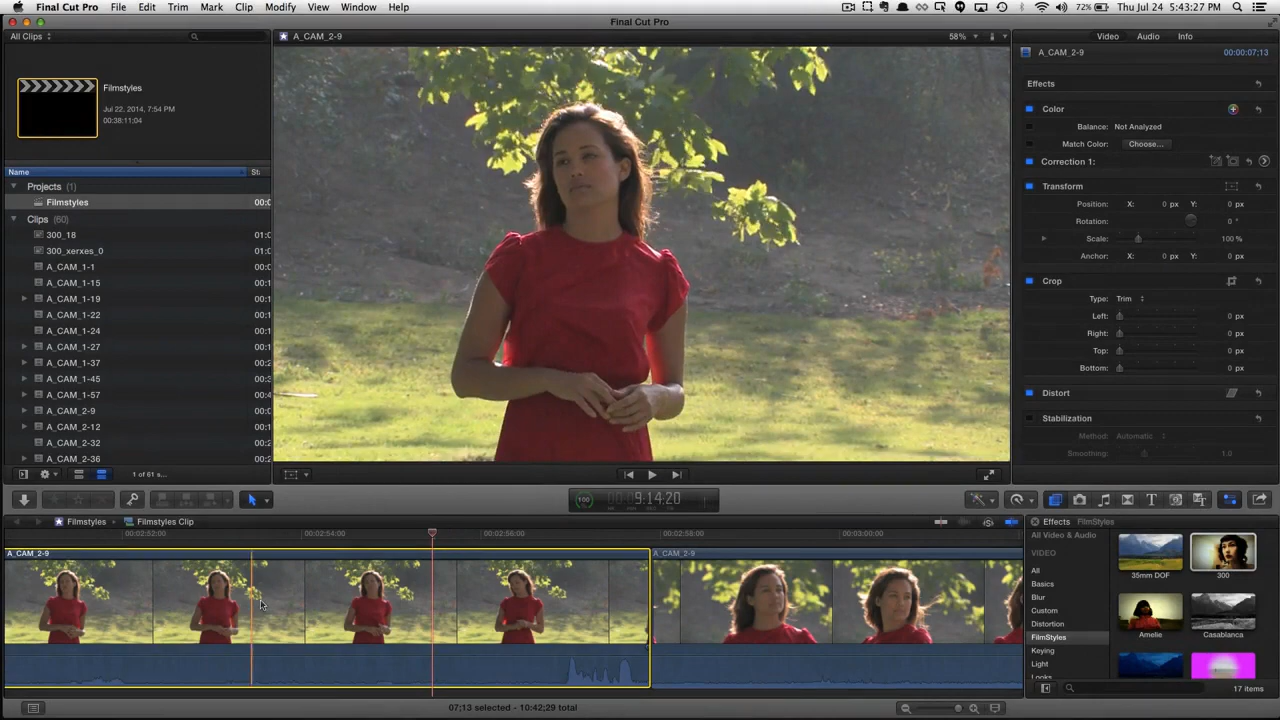 Final Cut Pro File Edit Trim Mark Clip Modify View Window Help 72% Thu Jul 24 5:43:27 PM
Final Cut Pro
All Clips
A_CAM_2-9 58%
Video Audio Info
A_CAM_2-9 00:00:07;13
Filmstyles
Jul 22, 2014, 7:54 PM
00:38:11;04
Name St
Projects (1)
Filmstyles 00:0
Clips (60)
300_18 01:0
300_xerxes_0 01:0
A_CAM_1-1 00:1
A_CAM_1-15 00:1
A_CAM_1-19 00:1
A_CAM_1-22 00:1
A_CAM_1-24 00:1
A_CAM_1-27 00:1
A_CAM_1-37 00:2
A_CAM_1-45 00:3
A_CAM_1-57 00:4
A_CAM_2-9 00:0
A_CAM_2-12 00:2
A_CAM_2-32 00:2
A_CAM_2-36 00:2
1 of 61 s...
Effects
Color
Balance: Not Analyzed
Match Color: Choose...
Correction 1:
Transform
Position: X: 0 px Y: 0 px
Rotation: 0 °
Scale: 100 %
Anchor: X: 0 px Y: 0 px
Crop
Type: Trim
Left: 0 px
Right: 0 px
Top: 0 px
Bottom: 0 px
Distort
Stabilization
Method: Automatic
Smoothing: 1.0
100 9:14:20
Filmstyles Filmstyles Clip
00:02:52:00 00:02:54:00 00:02:56:00 00:02:58:00 00:03:00:00
A_CAM_2-9 A_CAM_2-9
Effects FilmStyles
All Video & Audio
VIDEO
All
Basics
Blur
Color
Custom
Distortion
FilmStyles
Keying
Light
Looks
35mm DOF 300
Amelie Casablanca
17 items
07;13 selected - 10:42;29 total